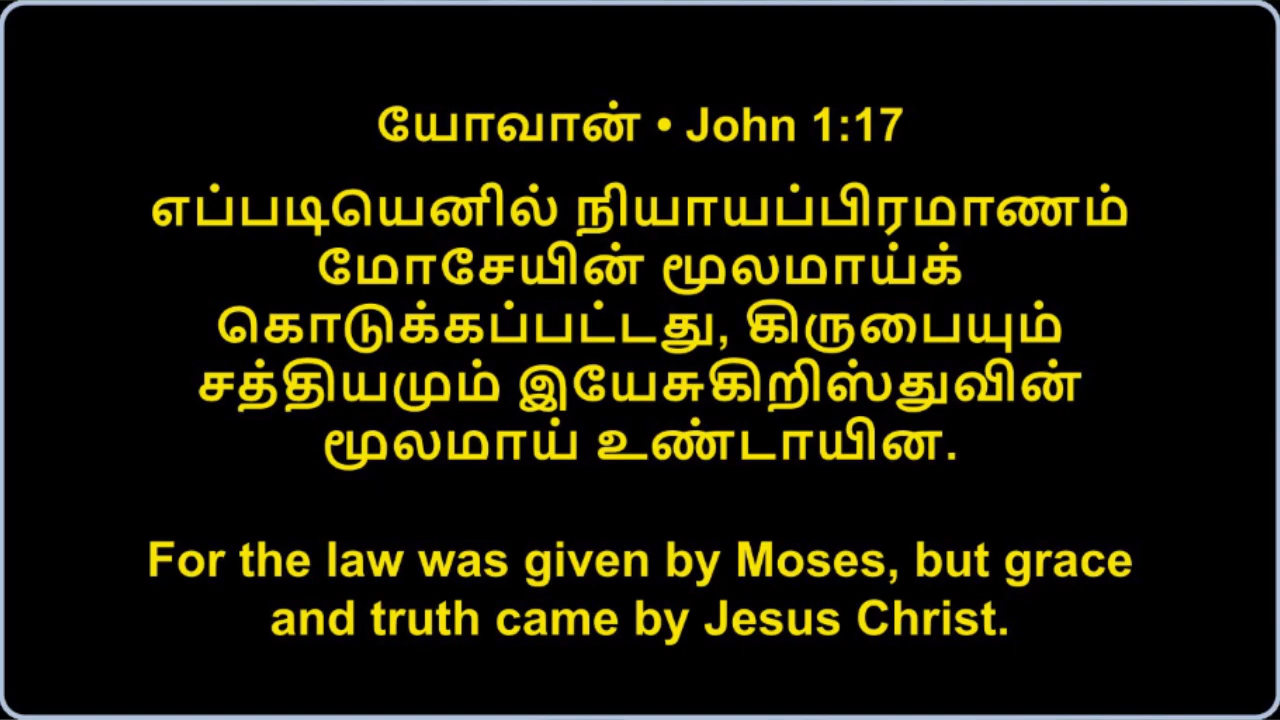 யோவான் • John 1:17
எப்படியெனில் நியாயப்பிரமாணம்
மோசேயின் மூலமாய்க்
கொடுக்கப்பட்டது, கிருபையும்
சத்தியமும் இயேசுகிறிஸ்துவின்
மூலமாய் உண்டாயின.
For the law was given by Moses, but grace
and truth came by Jesus Christ.